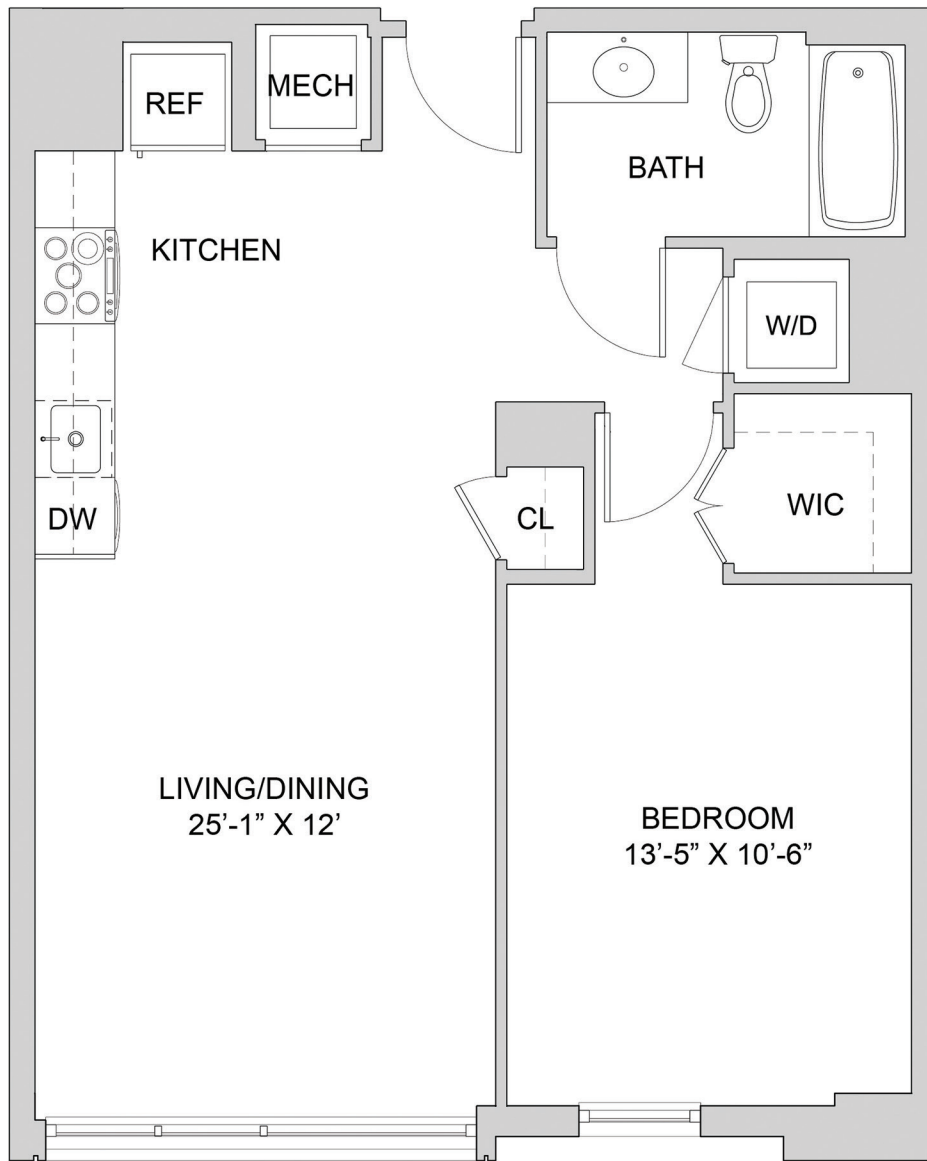 REF
MECH
BATH
KITCHEN
W/D
DW
CL
WIC
LIVING/DINING
25’-1” X 12’
BEDROOM
13’-5” X 10’-6”